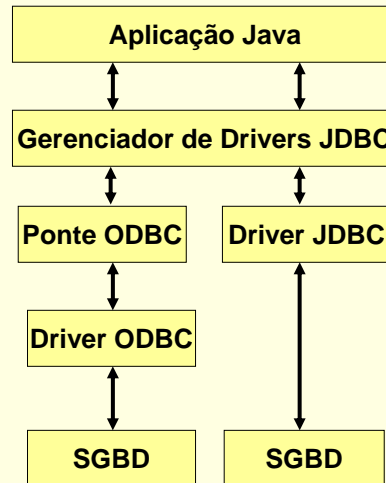 Aplicação Java
Gerenciador de Drivers JDBC
Ponte ODBC
Driver JDBC
Driver ODBC
SGBD
SGBD